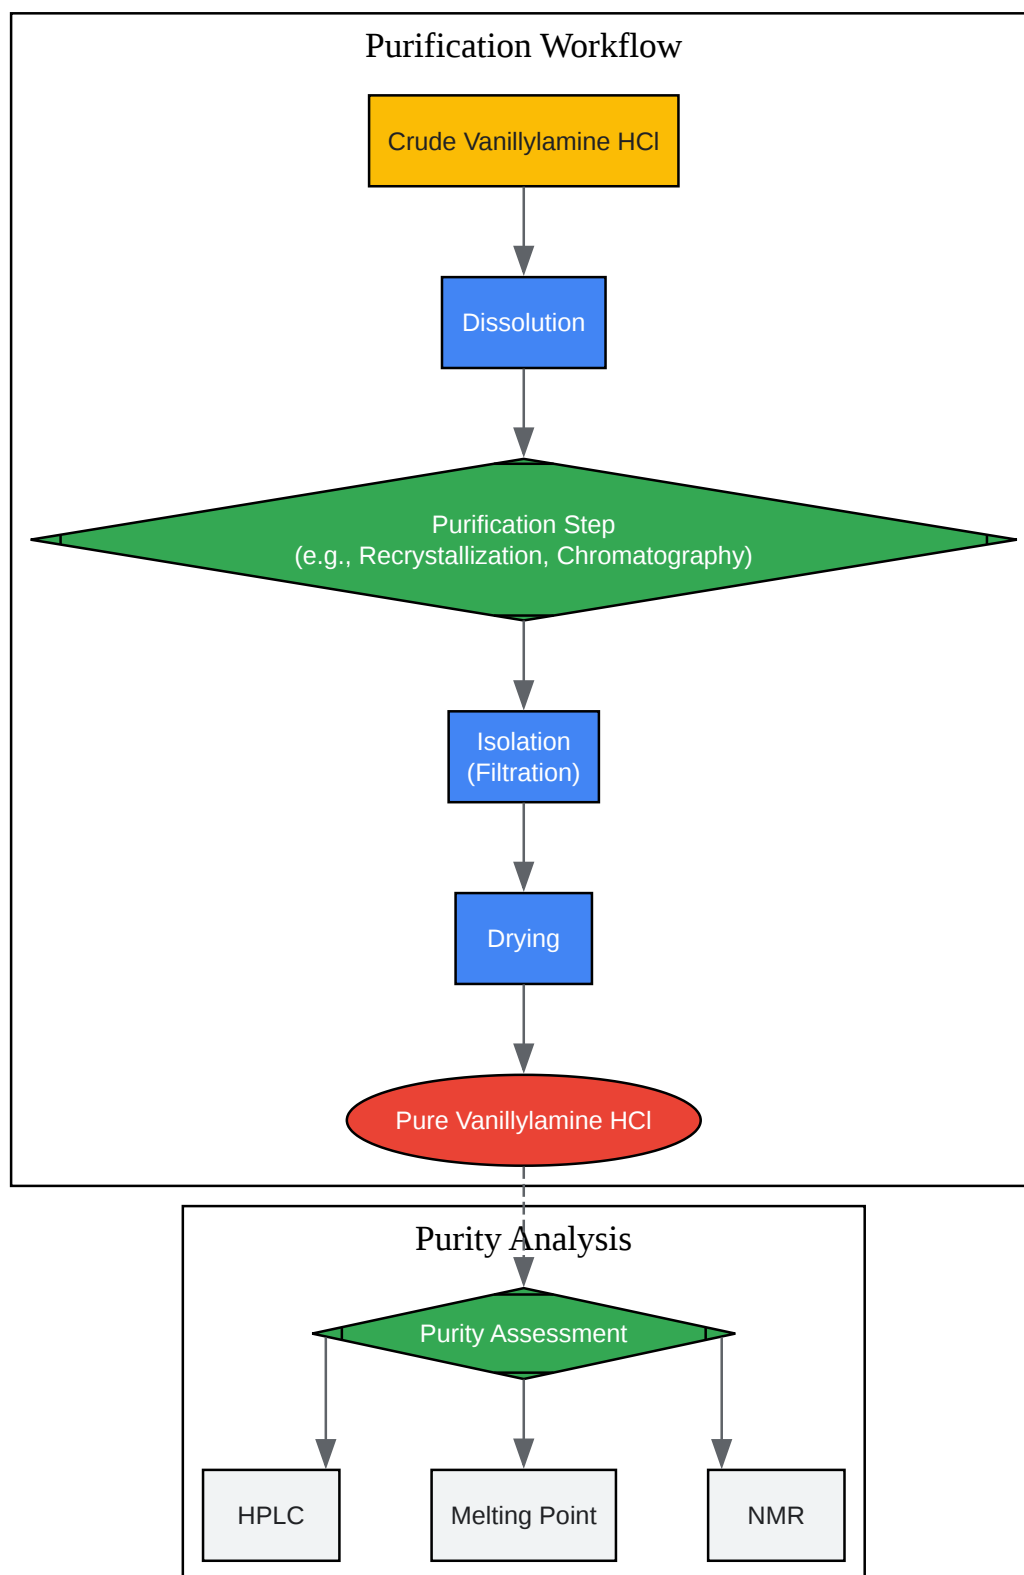 Purification Workflow
Crude Vanillylamine HCl
Dissolution
Purification Step
(e.g., Recrystallization, Chromatography)
Isolation
(Filtration)
Drying
Pure Vanillylamine HCl
Purity Analysis
Purity Assessment
HPLC
Melting Point
NMR